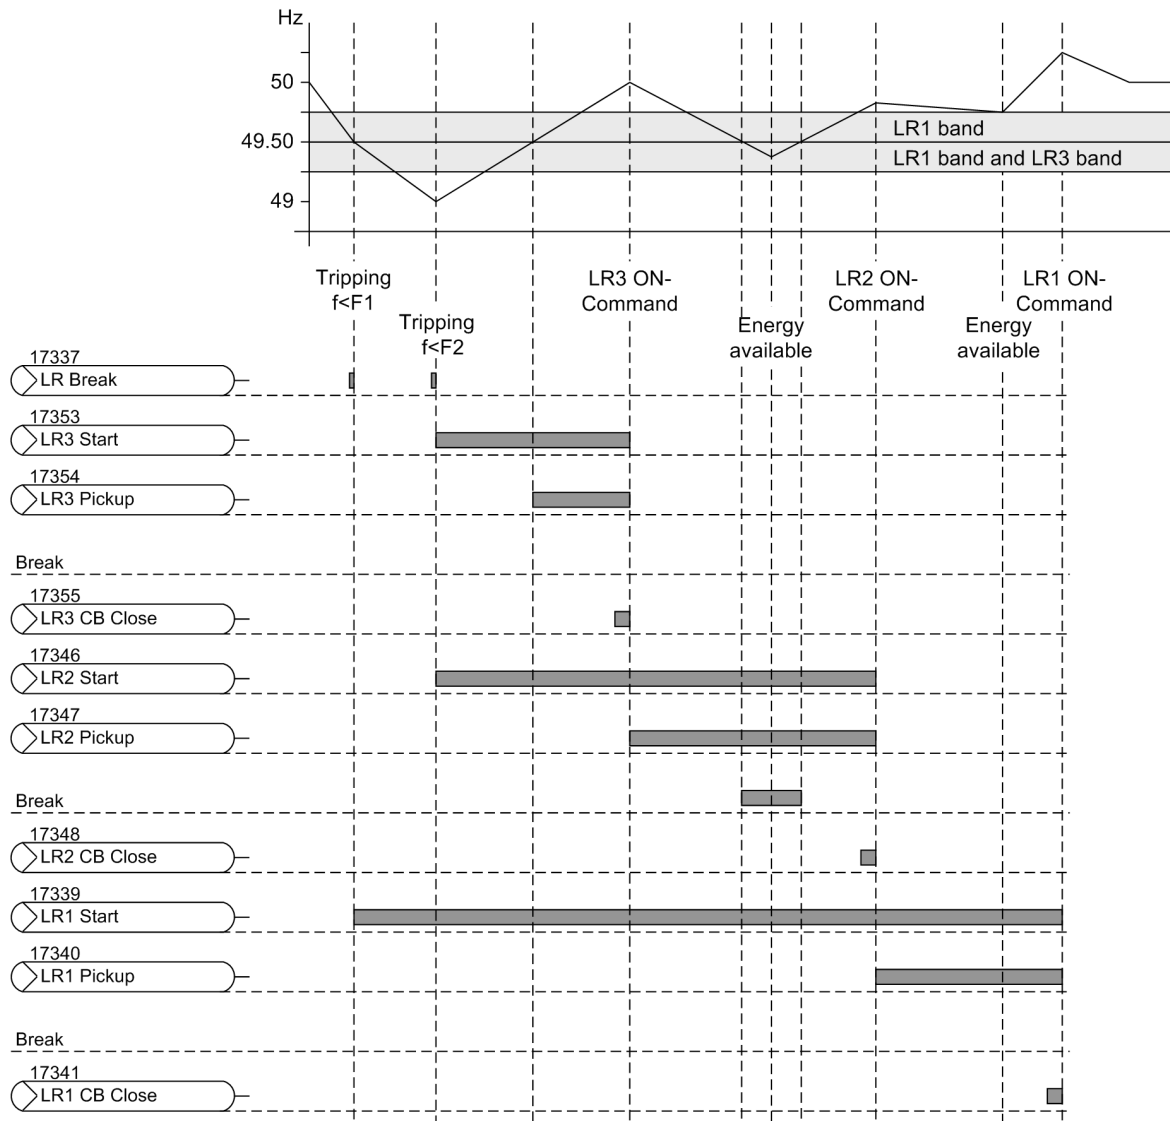 Hz
50
49.50
49
LR1 band
LR1 band and LR3 band
Tripping
f<F1
Tripping
f<F2
LR3 ON-
Command
Energy
available
LR2 ON-
Command
Energy
available
LR1 ON-
Command
17337
LR Break
17353
LR3 Start
17354
LR3 Pickup
Break
17355
LR3 CB Close
17346
LR2 Start
17347
LR2 Pickup
Break
17348
LR2 CB Close
17339
LR1 Start
17340
LR1 Pickup
Break
17341
LR1 CB Close